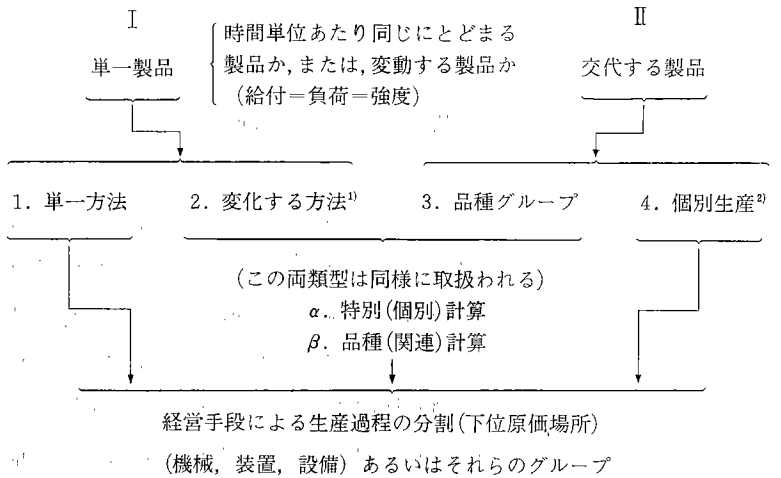 I
II
単一製品
時間単位あたり同じにとどまる
製品か,または,変動する製品か
(給付=負荷=強度)
交代する製品
1. 単一方法
2. 変化する方法1)
3. 品種グループ
4. 個別生産2)
(この両類型は同様に取扱われる)
α. 特別(個別)計算
β. 品種(関連)計算
経営手段による生産過程の分割(下位原価場所)
(機械, 装置, 設備) あるいはそれらのグループ